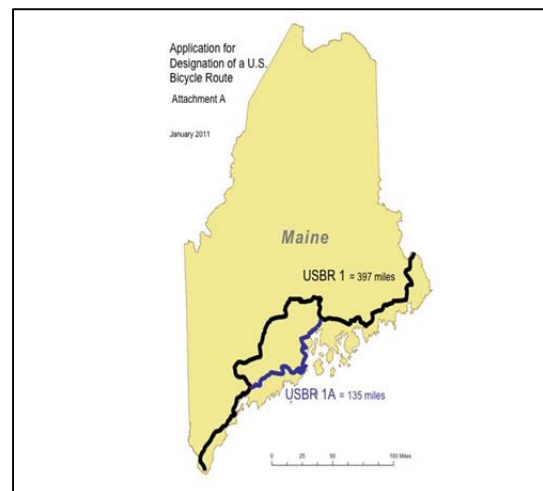 Application for
Designation of a U.S.
Bicycle Route
Attachment A
January 2011
Maine
USBR 1 = 397 miles
USBR 1A = 135 miles
0 25 50 100 Miles